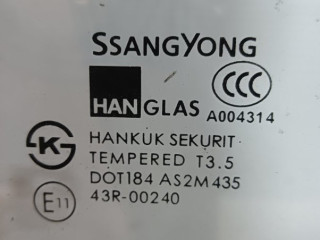 SSANGYONG
CCC
HANGLAS A004314
K
HANKUK SEKURIT
TEMPERED T3.5
DOT184 AS2M435
E11 43R-00240